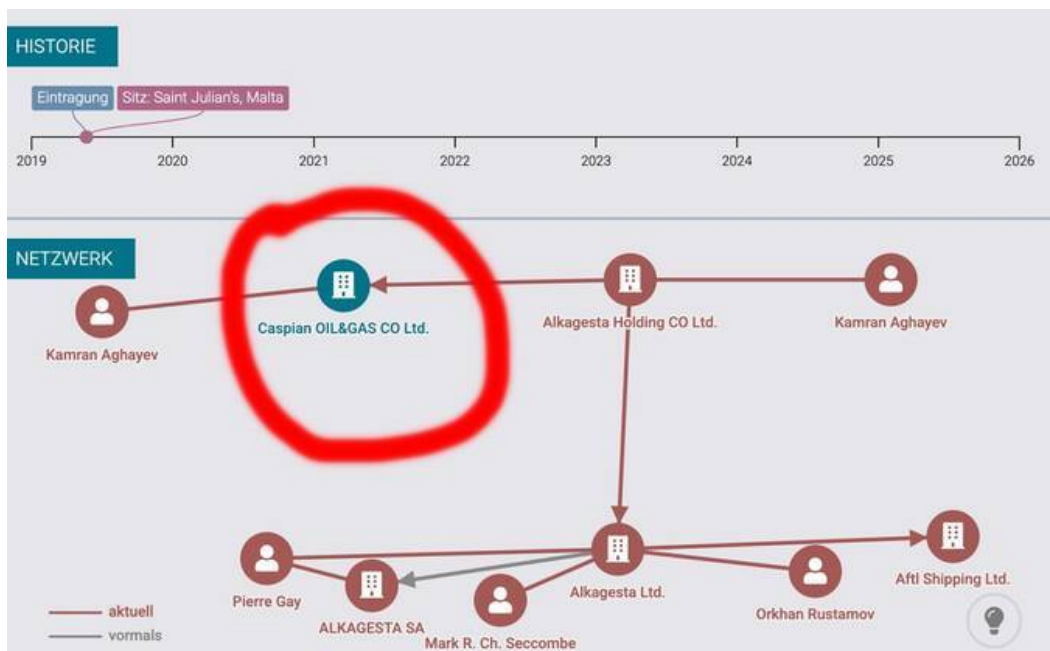 HISTORIE
Eintragung Sitz: Saint Julian's, Malta
2019 2020 2021 2022 2023 2024 2025 2026
NETZWERK
Kamran Aghayev
Caspian OIL&GAS CO Ltd.
Alkagesta Holding CO Ltd.
Kamran Aghayev
Pierre Gay
ALKAGESTA SA
Mark R. Ch. Seccombe
Alkagesta Ltd.
Orkhan Rustamov
Aftl Shipping Ltd.
aktuell
vormals